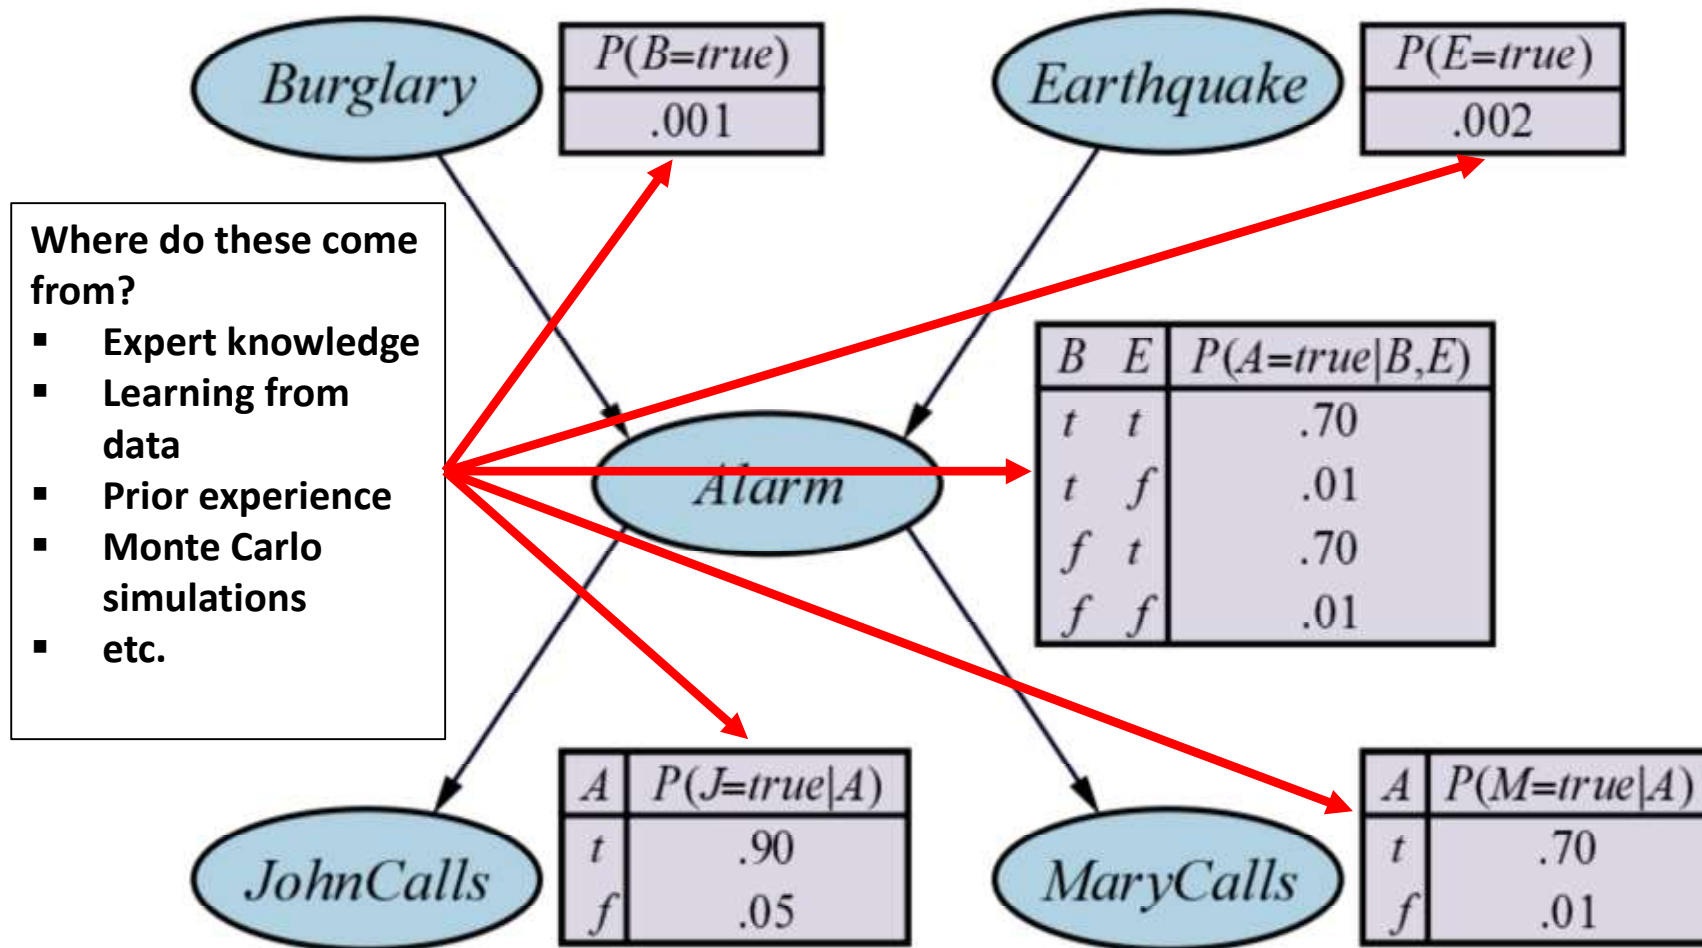 Burglary
P(B=true)
.001
Earthquake
P(E=true)
.002
Where do these come
from?
▪ Expert knowledge
▪ Learning from
data
▪ Prior experience
▪ Monte Carlo
simulations
▪ etc.
Alarm
B E P(A=true|B,E)
t t .70
t f .01
f t .70
f f .01
JohnCalls
A P(J=true|A)
t .90
f .05
MaryCalls
A P(M=true|A)
t .70
f .01